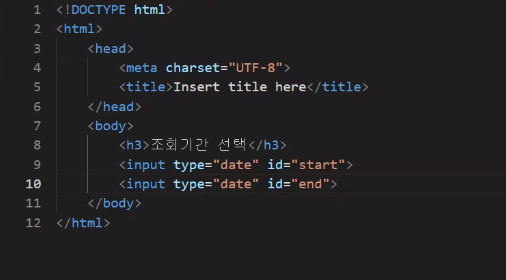 1 <!DOCTYPE html>
2 <html>
3 <head>
4 <meta charset="UTF-8">
5 <title>Insert title here</title>
6 </head>
7 <body>
8 <h3>조회기간 선택</h3>
9 <input type="date" id="start">
10 <input type="date" id="end">
11 </body>
12 </html>